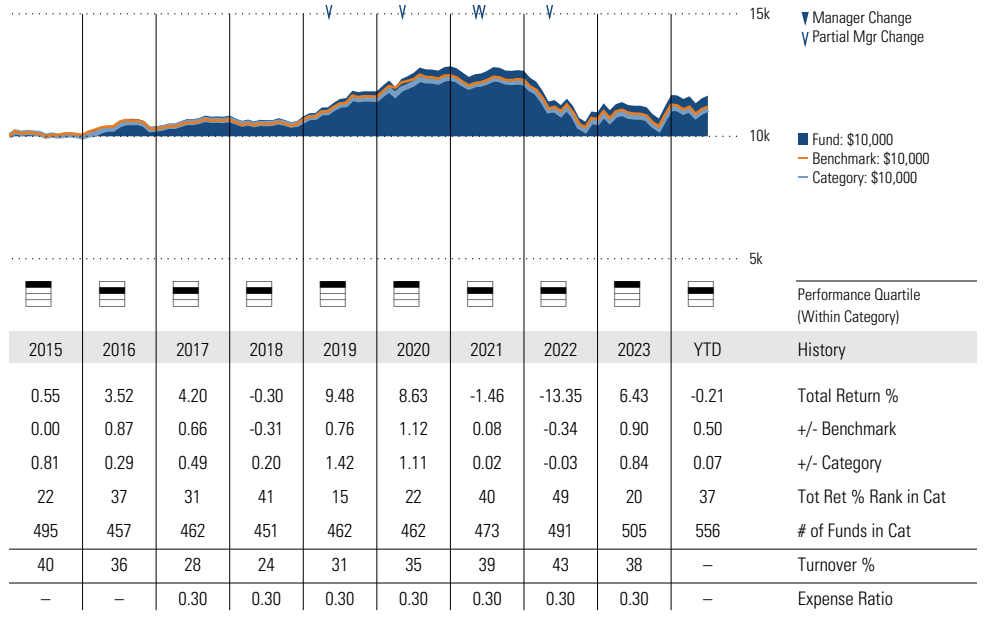 15k
▼ Manager Change
Partial Mgr Change
10k
Fund: $10,000
Benchmark: $10,000
Category: $10,000
5k
Performance Quartile
(Within Category)
2015 2016 2017 2018 2019 2020 2021 2022 2023 YTD History
0.55 3.52 4.20 -0.30 9.48 8.63 -1.46 -13.35 6.43 -0.21 Total Return %
0.00 0.87 0.66 -0.31 0.76 1.12 0.08 -0.34 0.90 0.50 +/- Benchmark
0.81 0.29 0.49 0.20 1.42 1.11 0.02 -0.03 0.84 0.07 +/- Category
22 37 31 41 15 22 40 49 20 37 Tot Ret % Rank in Cat
495 457 462 451 462 462 473 491 505 556 # of Funds in Cat
40 36 28 24 31 35 39 43 38 – Turnover %
– – 0.30 0.30 0.30 0.30 0.30 0.30 0.30 – Expense Ratio